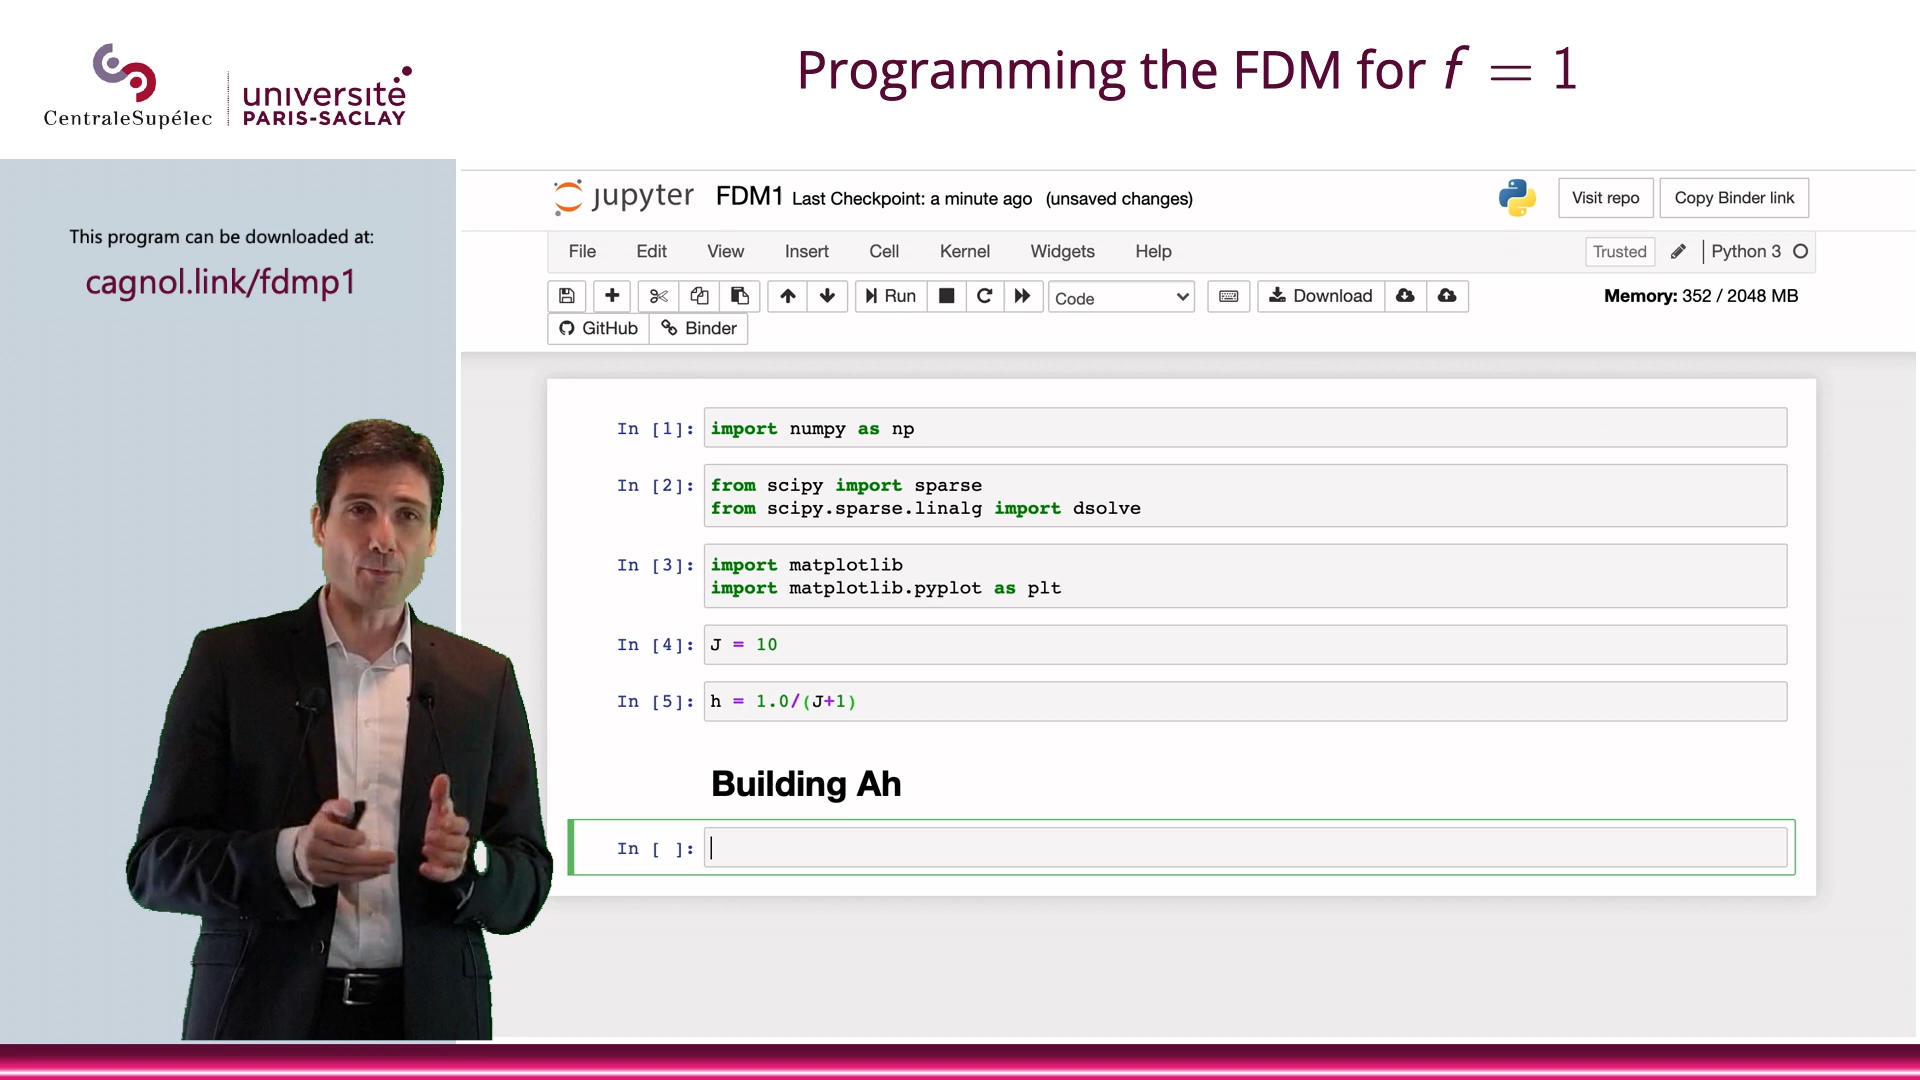 CentraleSupélec
université
PARIS-SACLAY
Programming the FDM for f = 1
This program can be downloaded at:
cagnol.link/fdmp1
jupyter FDM1 Last Checkpoint: a minute ago (unsaved changes)
Visit repo Copy Binder link
File Edit View Insert Cell Kernel Widgets Help
Trusted Python 3
Run Code Download
Memory: 352 / 2048 MB
GitHub Binder
In [1]: import numpy as np
In [2]: from scipy import sparse
from scipy.sparse.linalg import dsolve
In [3]: import matplotlib
import matplotlib.pyplot as plt
In [4]: J = 10
In [5]: h = 1.0/(J+1)
Building Ah
In [ ]: